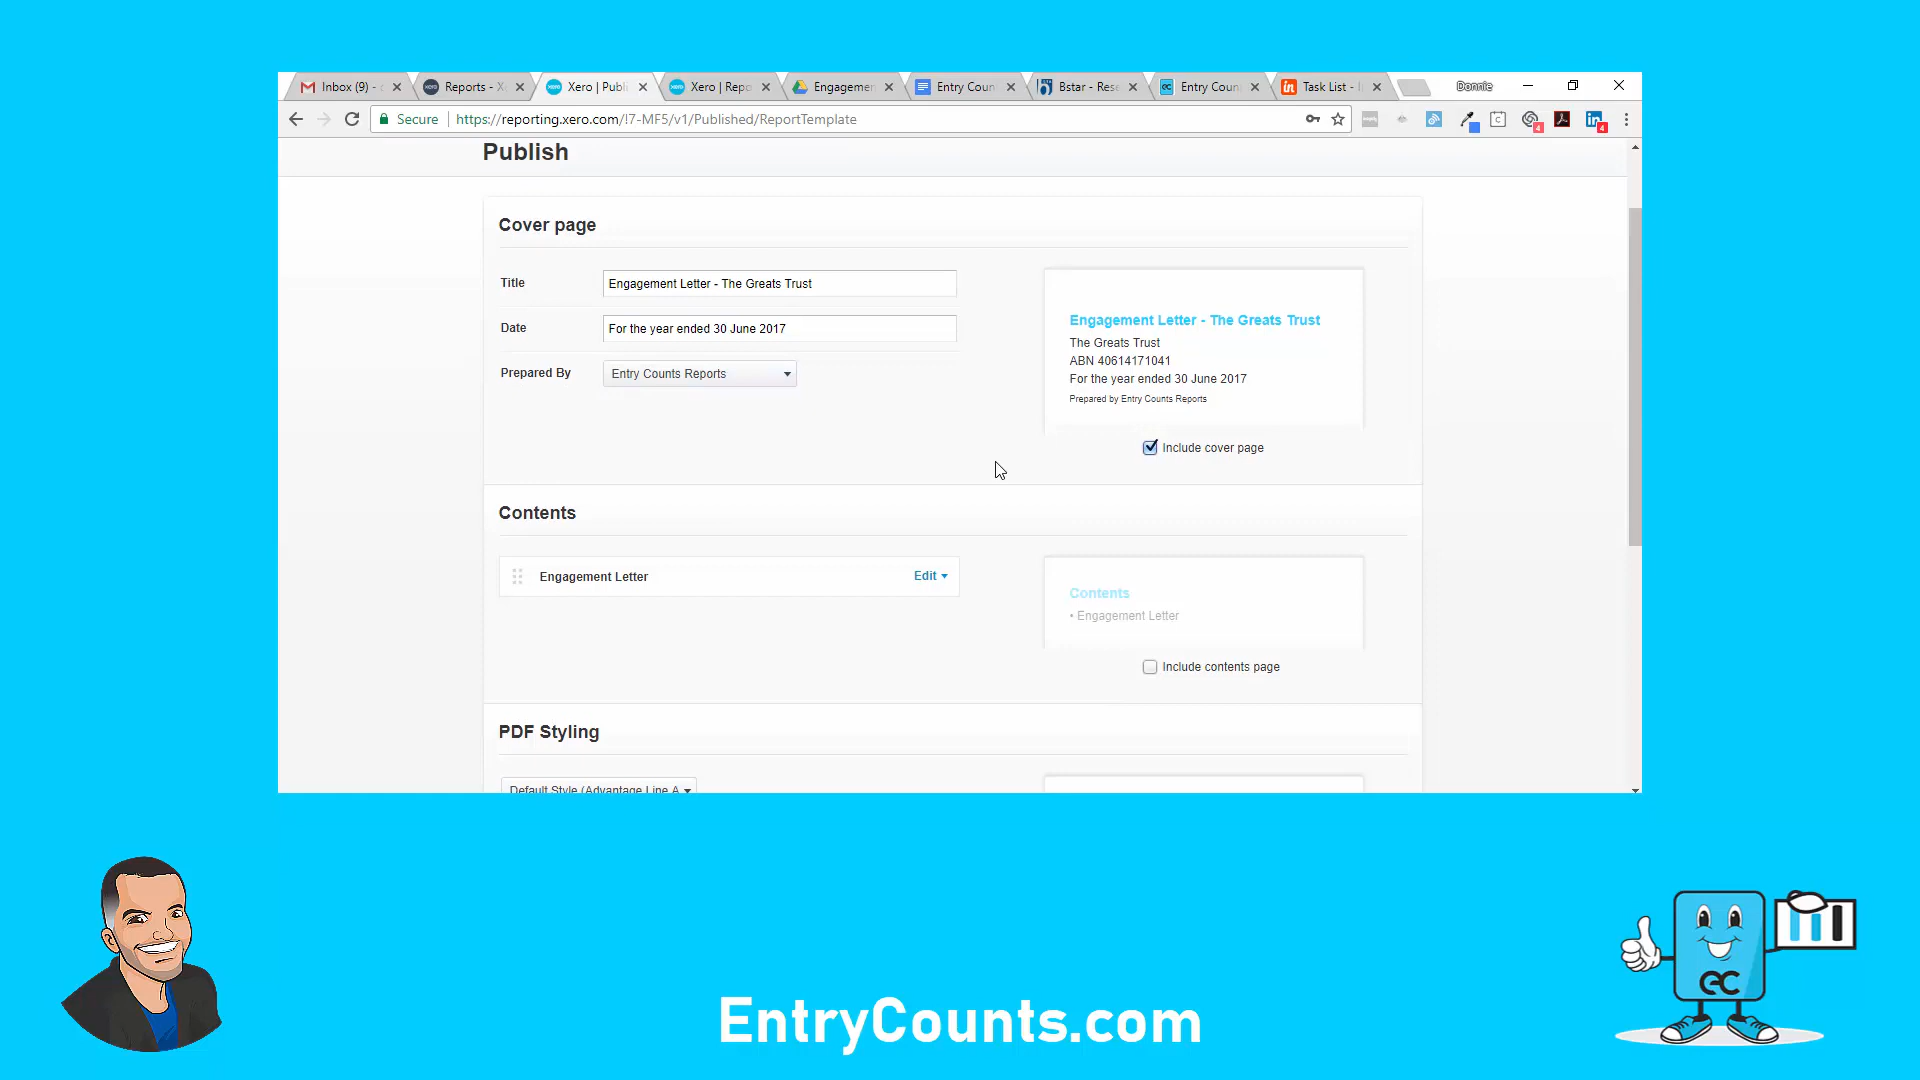 Inbox (9) -
Reports - X
Xero | Publi
Xero | Repo
Engagemen
Entry Coun
Bstar - Rese
Entry Coun
Task List -
Donnie
Secure
https://reporting.xero.com/!7-MF5/v1/Published/ReportTemplate
Publish
Cover page
Title
Engagement Letter - The Greats Trust
Date
For the year ended 30 June 2017
Prepared By
Entry Counts Reports
Engagement Letter - The Greats Trust
The Greats Trust
ABN 40614171041
For the year ended 30 June 2017
Prepared by Entry Counts Reports
Include cover page
Contents
Engagement Letter
Edit
Contents
• Engagement Letter
Include contents page
PDF Styling
Default Style (Advantage Line A
EntryCounts.com
ec